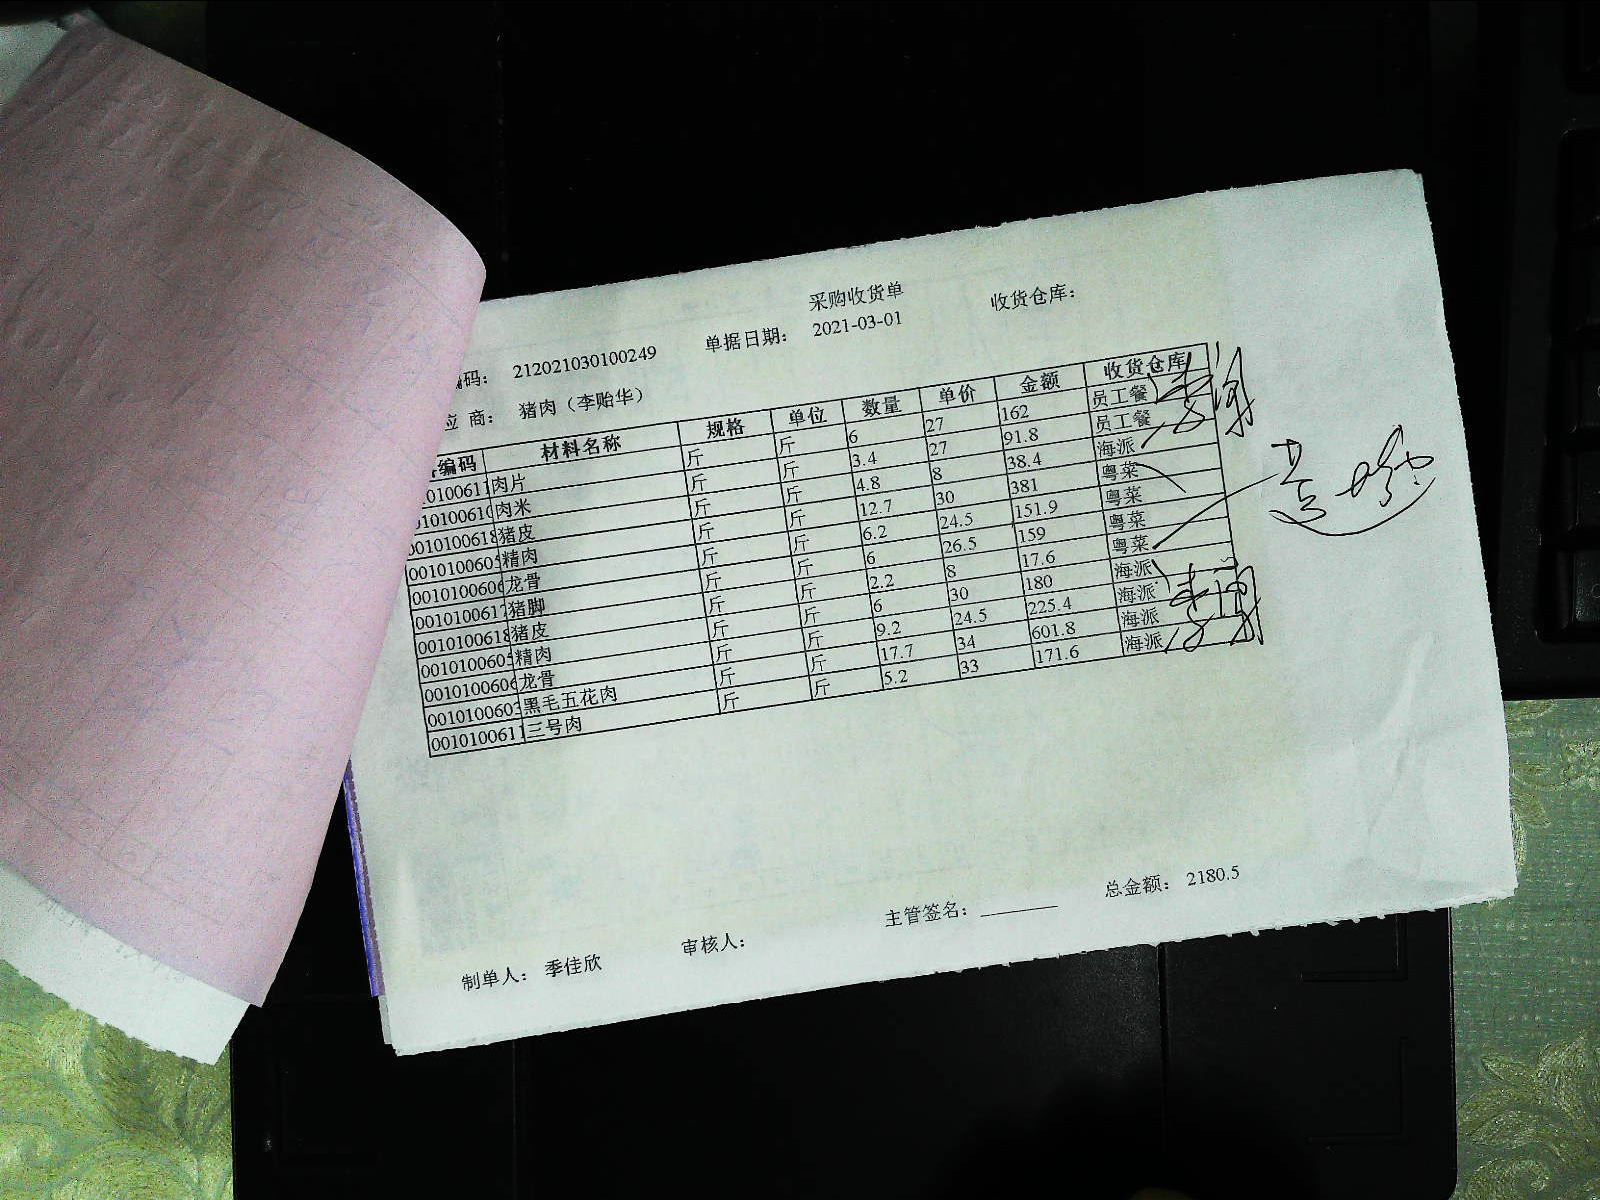 采购收货单
编码： 212021030100249 单据日期： 2021-03-01 收货仓库：
应 商： 猪肉（李贻华）
编码 材料名称 规格 单位 数量 单价 金额 收货仓库
010100611 肉片 斤 斤 6 27 162 员工餐
010100610 肉米 斤 斤 3.4 27 91.8 员工餐
0010100618 猪皮 斤 斤 4.8 8 38.4 海派
001010060 精肉 斤 斤 12.7 30 381 粤菜
001010060 龙骨 斤 斤 6.2 24.5 151.9 粤菜
001010061 猪脚 斤 斤 6 26.5 159 粤菜
0010100618 猪皮 斤 斤 2.2 8 17.6 粤菜
001010060 精肉 斤 斤 6 30 180 海派
001010060 龙骨 斤 斤 9.2 24.5 225.4 海派
001010060 黑毛五花肉 斤 斤 17.7 34 601.8 海派
001010061 三号肉 斤 斤 5.2 33 171.6 海派
制单人： 季佳欣 审核人： 主管签名： 总金额： 2180.5